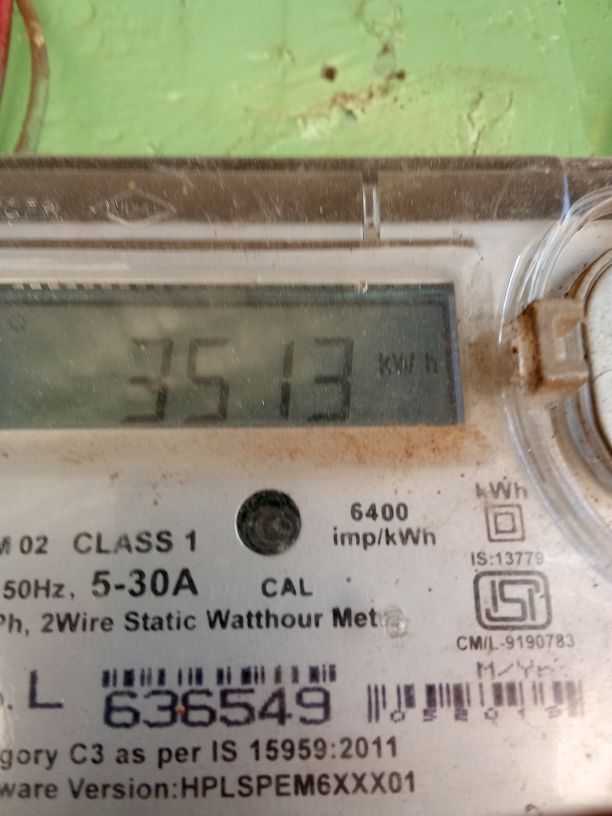 3513 kWh
kWh
6400
imp/kWh
M 02 CLASS 1
IS:13779
50Hz, 5-30A CAL
Ph, 2Wire Static Watthour Met
ISI
CM/L-9190783
L 636549
gory C3 as per IS 15959:2011
ware Version:HPLSPEM6XXX01